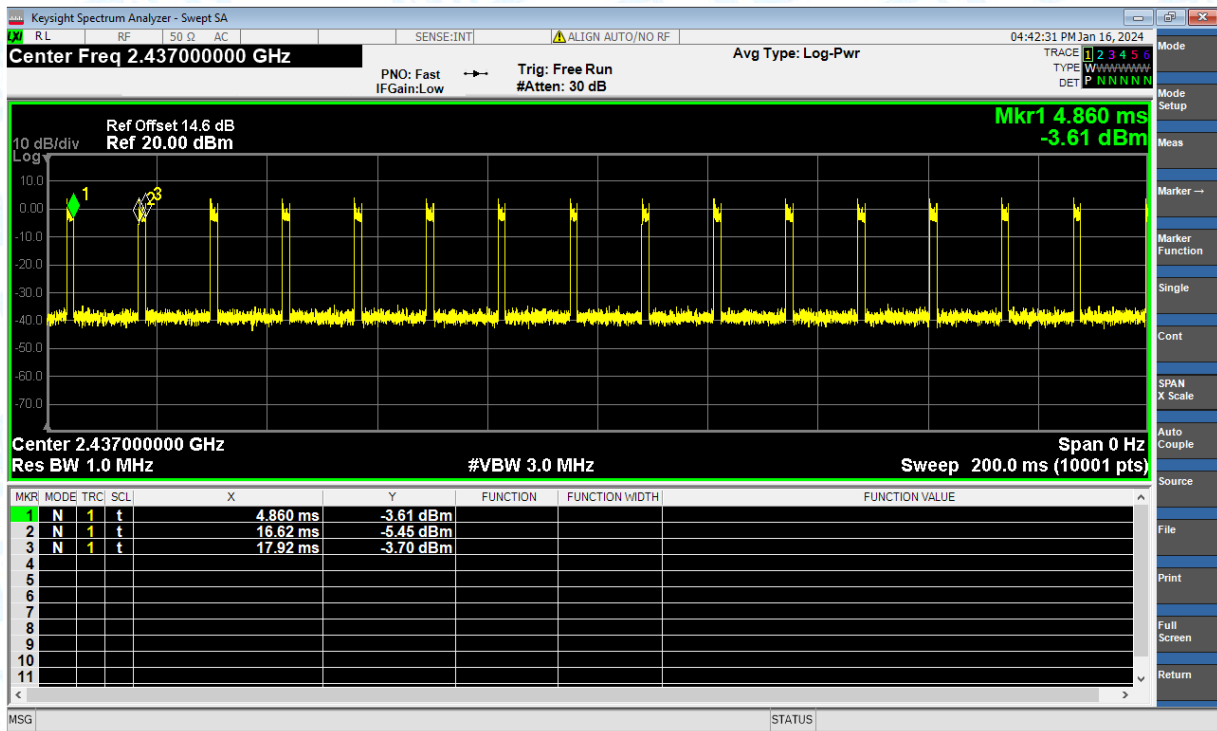 Keysight Spectrum Analyzer - Swept SA
LXI RL RF 50 Ω AC SENSE:INT ALIGN AUTO/NO RF 04:42:31 PM Jan 16, 2024
Center Freq 2.437000000 GHz
Avg Type: Log-Pwr
TRACE 1 2 3 4 5 6
TYPE WWWWWW
DET P N N N N N
PNO: Fast
IFGain:Low
Trig: Free Run
#Atten: 30 dB
Mkr1 4.860 ms
-3.61 dBm
Ref Offset 14.6 dB
10 dB/div Ref 20.00 dBm
Log
10.0
0.00
-10.0
-20.0
-30.0
-40.0
-50.0
-60.0
-70.0
1
2
3
Center 2.437000000 GHz Span 0 Hz
Res BW 1.0 MHz #VBW 3.0 MHz Sweep 200.0 ms (10001 pts)
MKR MODE TRC SCL X Y FUNCTION FUNCTION WIDTH FUNCTION VALUE
1 N 1 t 4.860 ms -3.61 dBm
2 N 1 t 16.62 ms -5.45 dBm
3 N 1 t 17.92 ms -3.70 dBm
4
5
6
7
8
9
10
11
MSG STATUS
Mode
Mode
Setup
Meas
Marker →
Marker
Function
Single
Cont
SPAN
X Scale
Auto
Couple
Source
File
Print
Full
Screen
Return